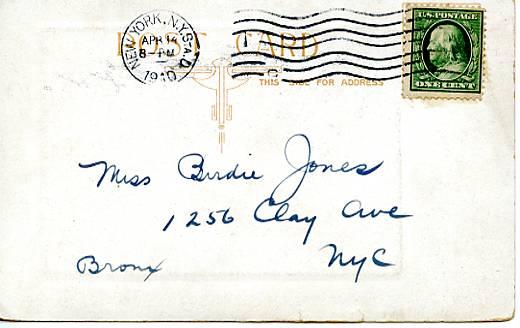 NEW YORK, N.Y. STA. D
APR 14
8 - PM
1910
POST CARD
THIS SIDE FOR ADDRESS
U.S. POSTAGE
ONE CENT
Miss Birdie Jones
1256 Clay Ave
Bronx NYC